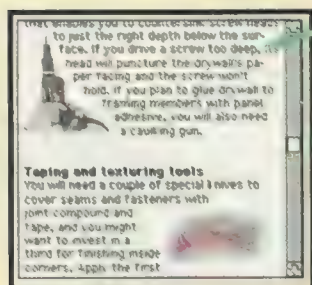 that enables you to countersink screw heads
to just the right depth below the sur-
face. If you drive a screw too deep, its
head will puncture the drywall's pa-
per facing and the screw won't
hold. If you plan to glue drywall to
framing members with panel
adhesive, you will also need
a caulking gun.
Taping and texturing tools
You will need a couple of special knives to
cover seams and fasteners with
joint compound and
tape, and you might
want to invest in a
third for finishing inside
corners. Apply the first